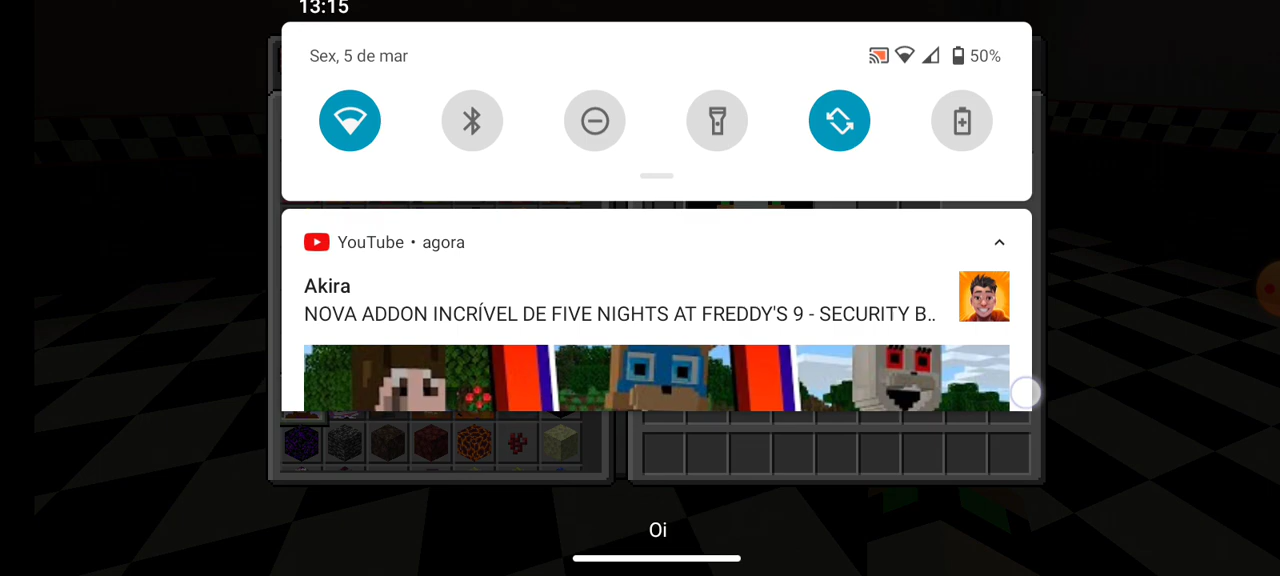 13:15
Sex, 5 de mar
50%
YouTube • agora
Akira
NOVA ADDON INCRÍVEL DE FIVE NIGHTS AT FREDDY'S 9 - SECURITY B..
Oi